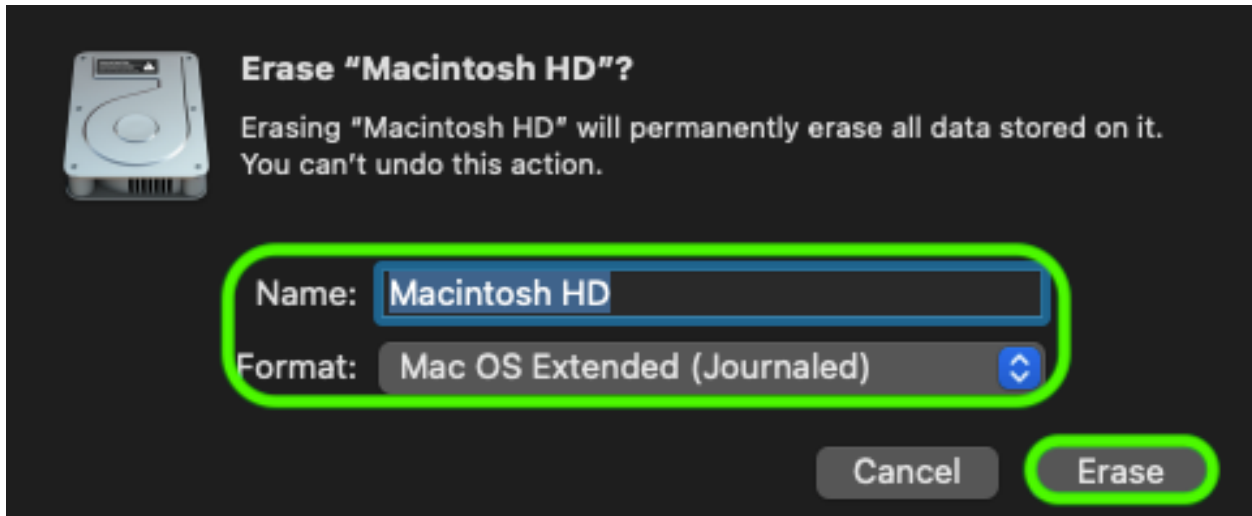 Erase “Macintosh HD”?
Erasing “Macintosh HD” will permanently erase all data stored on it.
You can’t undo this action.
Name: Macintosh HD
Format: Mac OS Extended (Journaled)
Cancel Erase